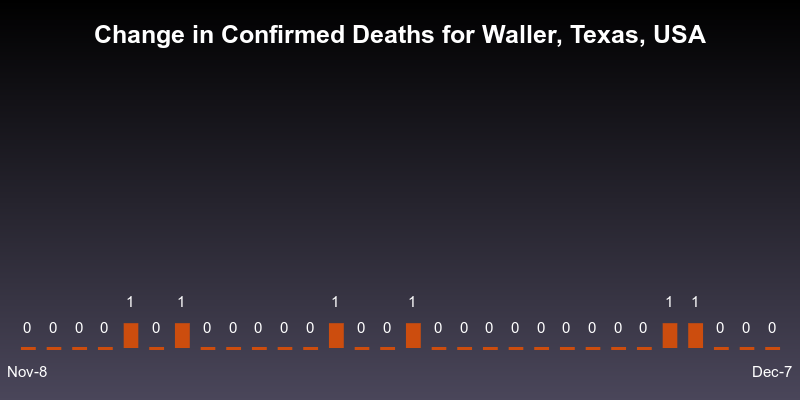 Change in Confirmed Deaths for Waller, Texas, USA
1 1 1 1 1 1
0 0 0 0 0 0 0 0 0 0 0 0 0 0 0 0 0 0 0 0 0 0 0 0
Nov-8 Dec-7